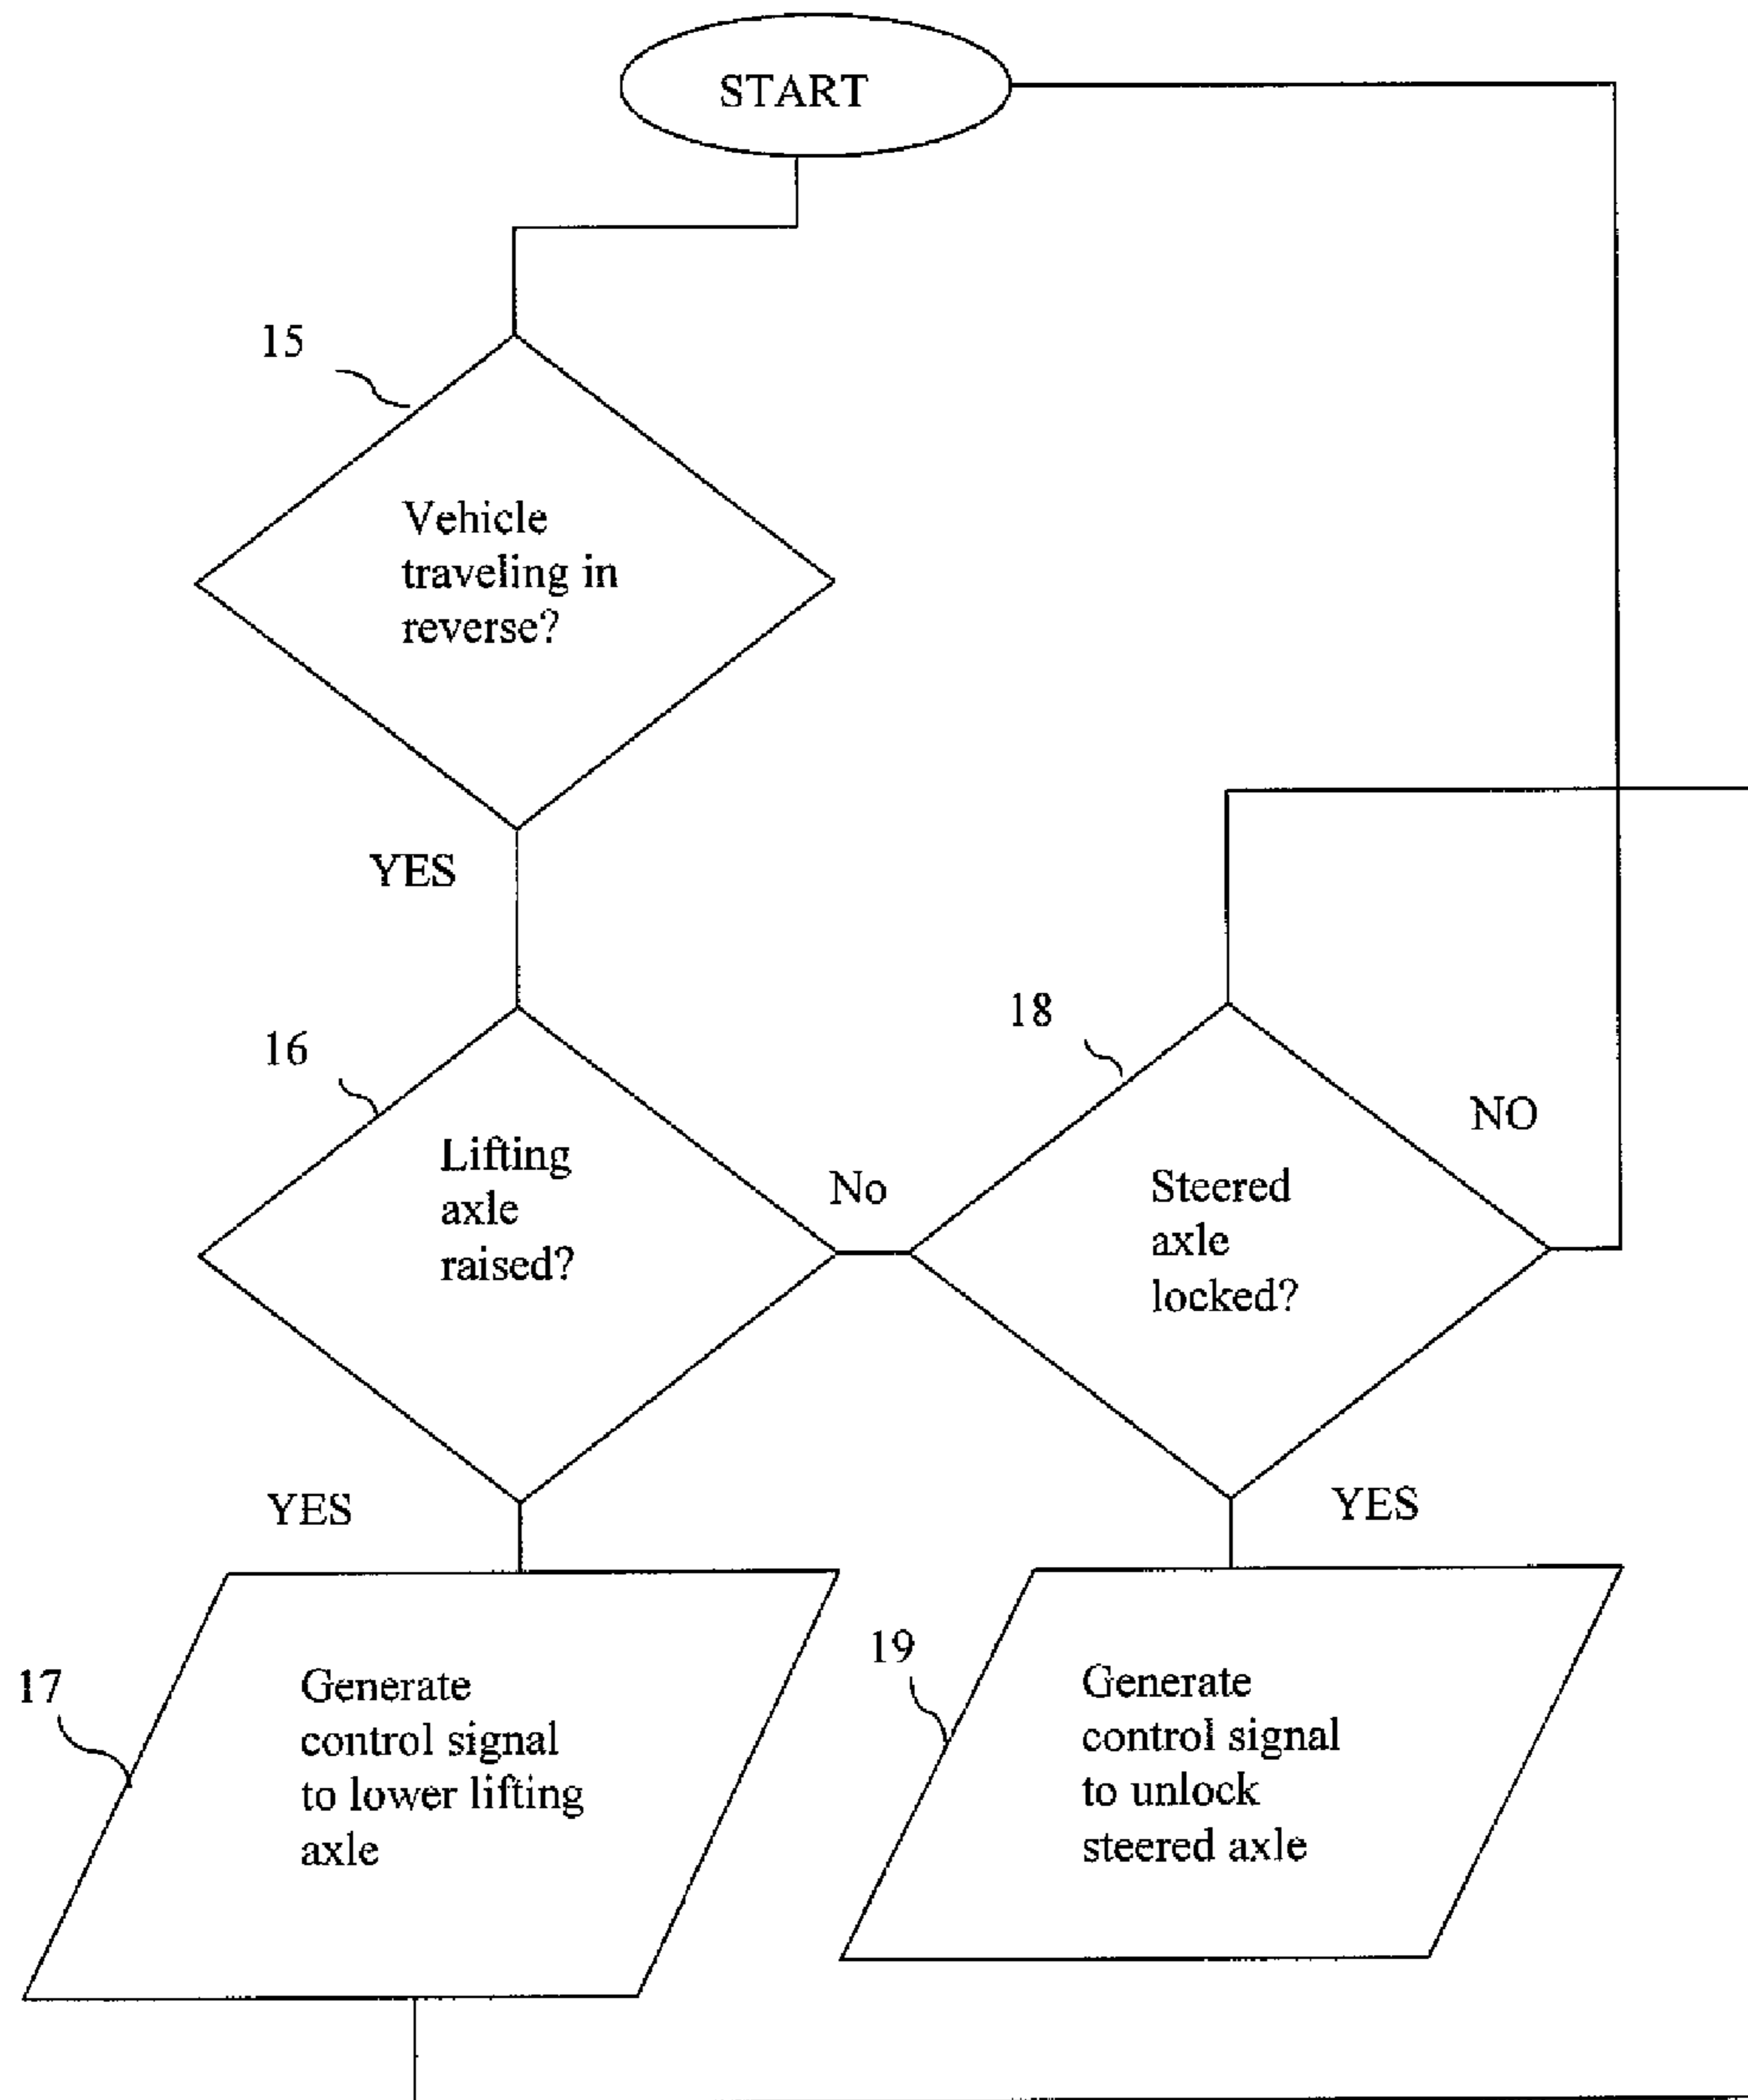 START
15
Vehicle
traveling in
reverse?
YES
16
Lifting
axle
raised?
No
18
Steered
axle
locked?
NO
YES
YES
17
Generate
control signal
to lower lifting
axle
19
Generate
control signal
to unlock
steered axle